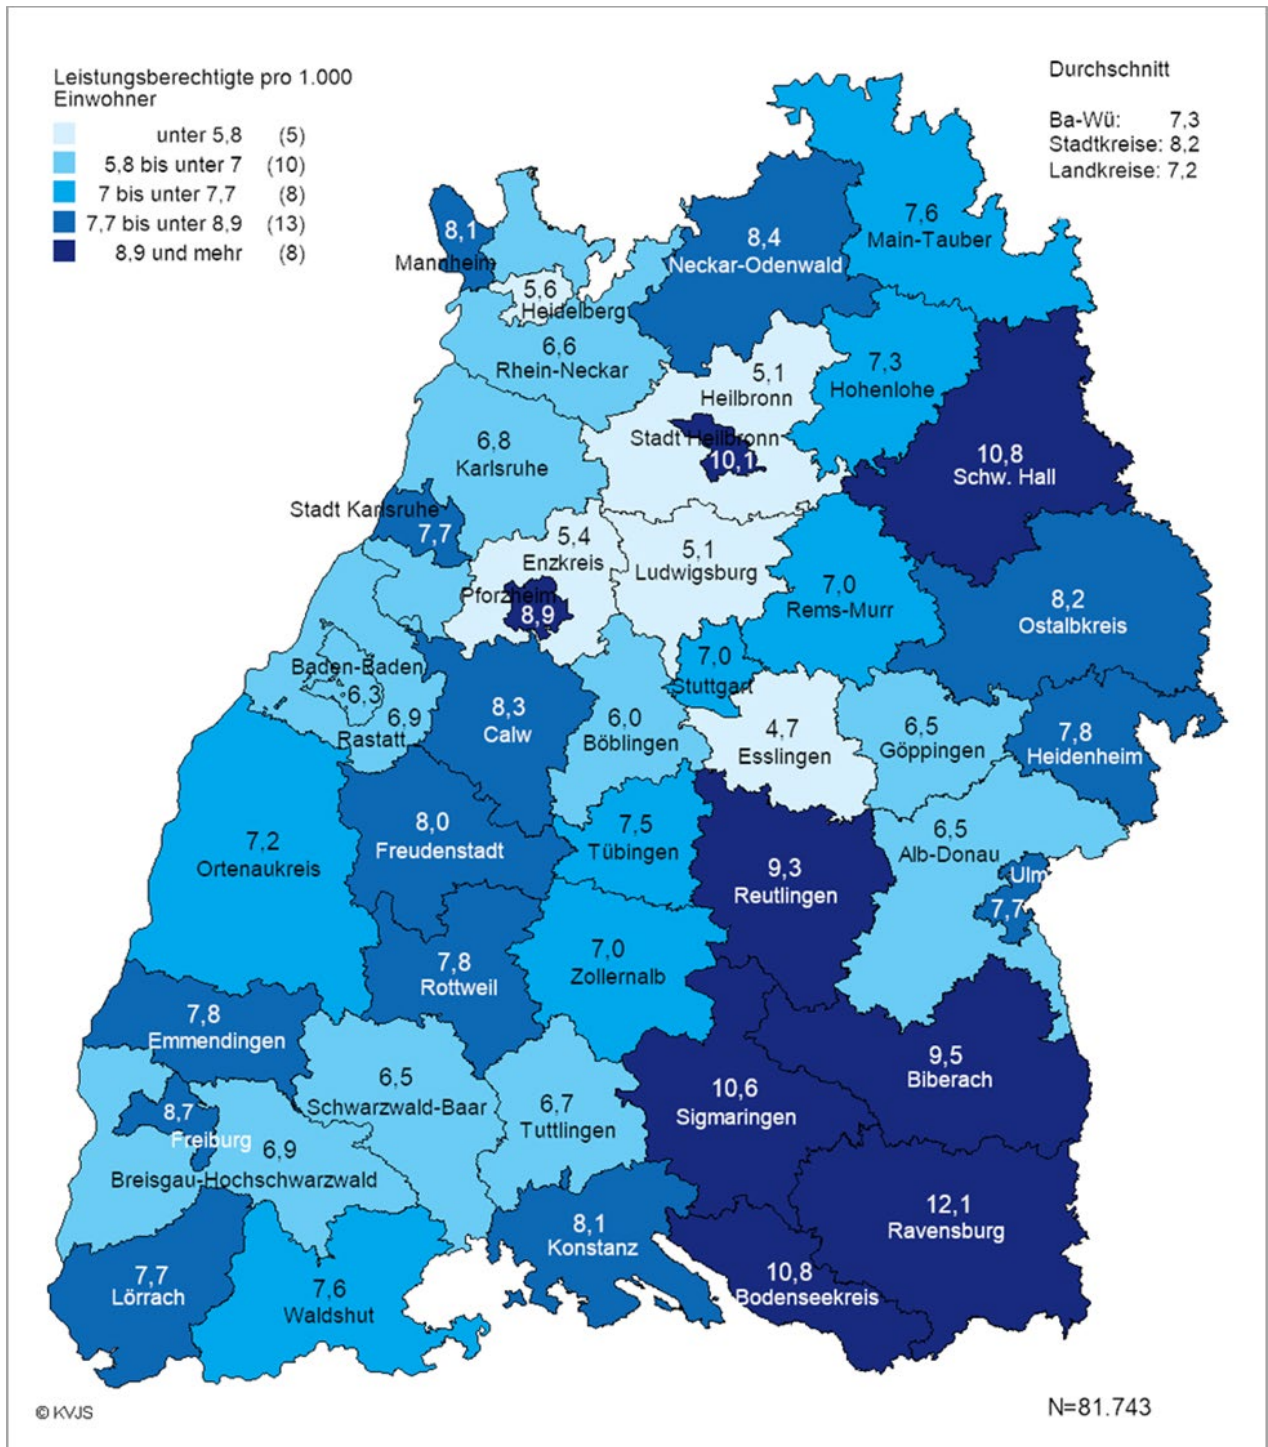 Leistungsberechtigte pro 1.000
Einwohner
unter 5,8 (5)
5,8 bis unter 7 (10)
7 bis unter 7,7 (8)
7,7 bis unter 8,9 (13)
8,9 und mehr (8)
Durchschnitt
Ba-Wü: 7,3
Stadtkreise: 8,2
Landkreise: 7,2
7,6
Main-Tauber
8,1
Mannheim
8,4
Neckar-Odenwald
5,6
Heidelberg
6,6
Rhein-Neckar
5,1
Heilbronn
7,3
Hohenlohe
Stadt Heilbronn
10,1
6,8
Karlsruhe
10,8
Schw. Hall
Stadt Karlsruhe
7,7
5,4
Enzkreis
5,1
Ludwigsburg
7,0
Rems-Murr
8,2
Ostalbkreis
Pforzheim
8,9
Baden-Baden
6,3
6,9
Rastatt
8,3
Calw
6,0
Böblingen
7,0
Stuttgart
4,7
Esslingen
6,5
Göppingen
7,8
Heidenheim
7,2
Ortenaukreis
8,0
Freudenstadt
7,5
Tübingen
9,3
Reutlingen
6,5
Alb-Donau
Ulm
7,7
7,8
Rottweil
7,0
Zollernalb
7,8
Emmendingen
6,5
Schwarzwald-Baar
6,7
Tuttlingen
10,6
Sigmaringen
9,5
Biberach
8,7
Freiburg
6,9
Breisgau-Hochschwarzwald
12,1
Ravensburg
8,1
Konstanz
10,8
Bodenseekreis
7,7
Lörrach
7,6
Waldshut
© KVJS
N=81.743